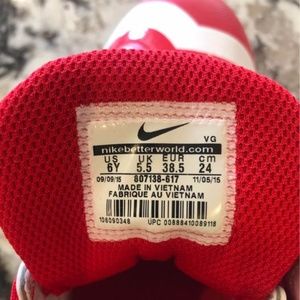 VG
nikebetterworld.com
US UK EUR cm
6Y 5.5 38.5 24
09/09/15 807138-617 11/05/15
MADE IN VIETNAM
FABRIQUE AU VIETNAM
106090348 UPC 00888410089118